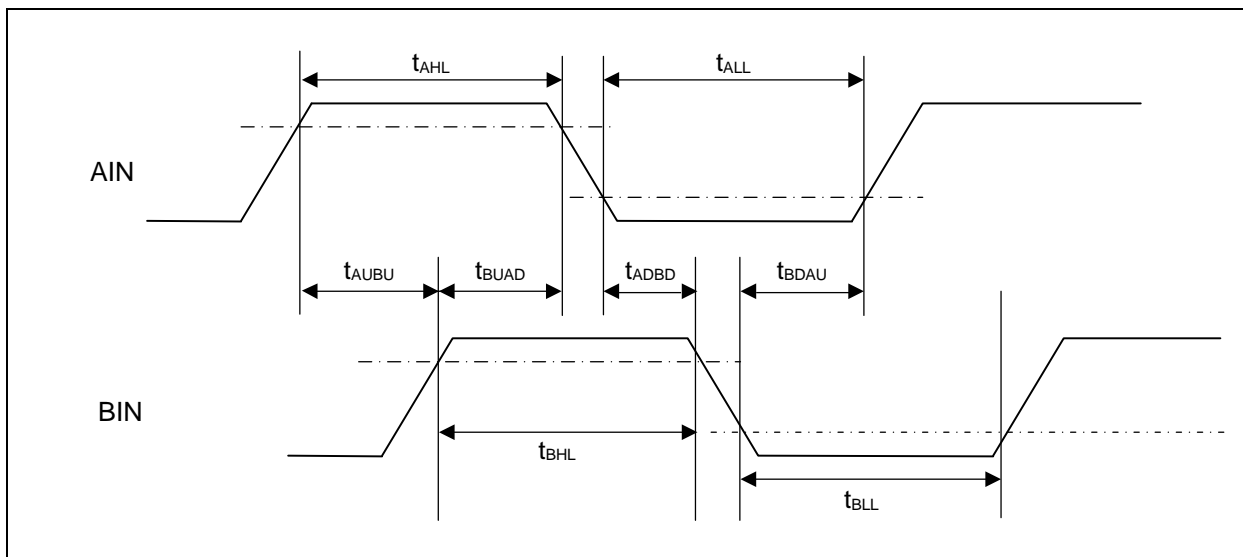 tAHL
tALL
AIN
tAUBU
tBUAD
tADBD
tBDAU
BIN
tBHL
tBLL